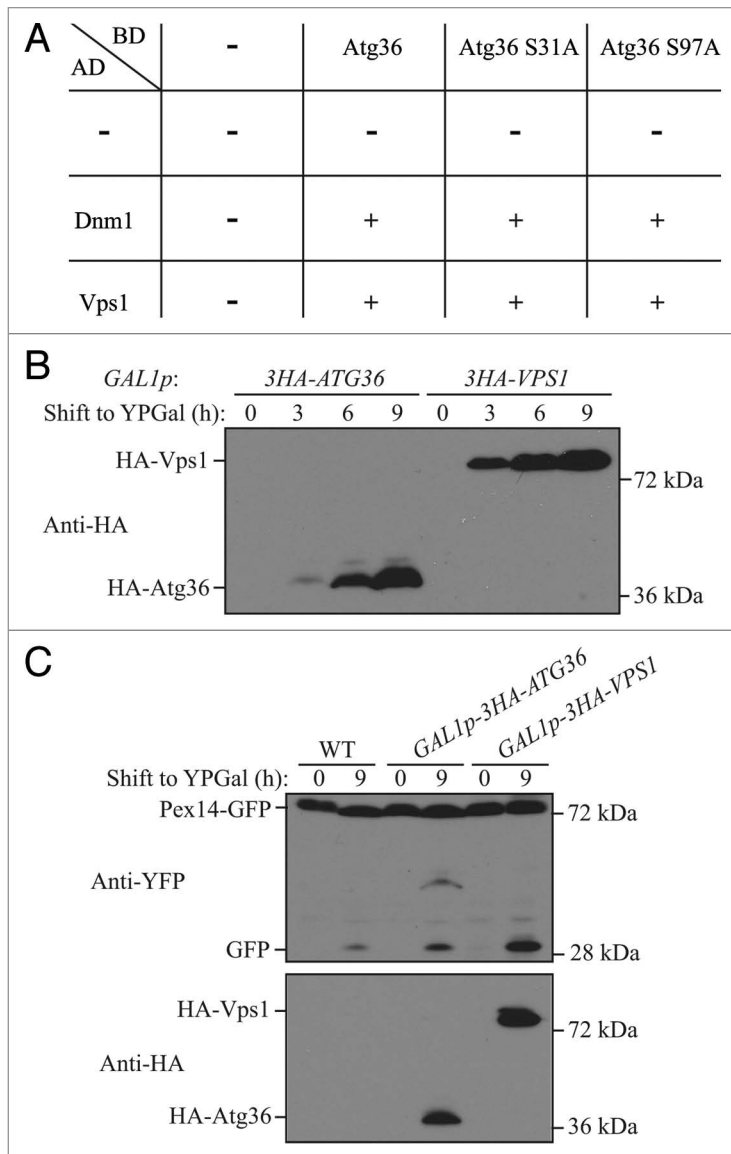 A
BD
AD
- Atg36 Atg36 S31A Atg36 S97A
- - - - -
Dnm1 - + + +
Vps1 - + + +
B
GAL1p: 3HA-ATG36 3HA-VPS1
Shift to YPGal (h): 0 3 6 9 0 3 6 9
HA-Vps1
72 kDa
Anti-HA
HA-Atg36
36 kDa
C
WT GAL1p-3HA-ATG36 GAL1p-3HA-VPS1
Shift to YPGal (h): 0 9 0 9 0 9
Pex14-GFP
72 kDa
Anti-YFP
GFP
28 kDa
HA-Vps1
72 kDa
Anti-HA
HA-Atg36
36 kDa